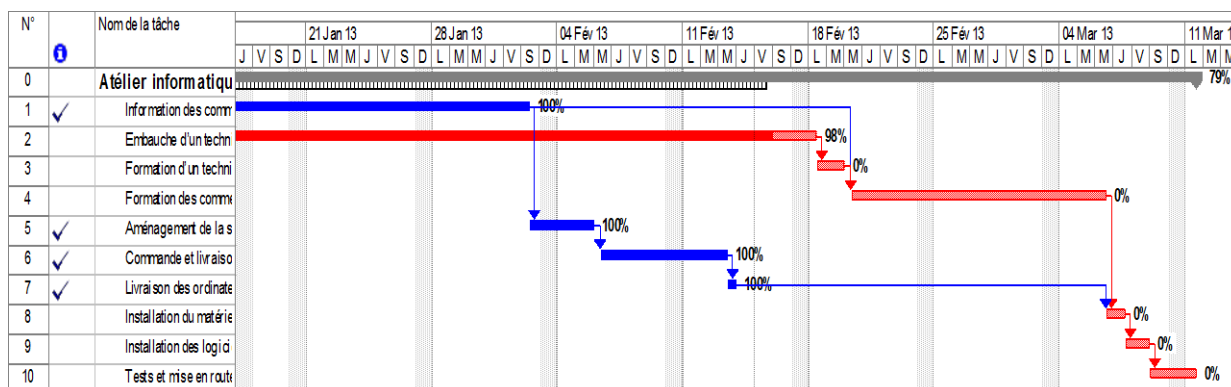 N° Nom de la tâche 21 Jan 13 28 Jan 13 04 Fév 13 11 Fév 13 18 Fév 13 25 Fév 13 04 Mar 13 11 Mar 1
J V S D L M M J V S D L M M J V S D L M M J V S D L M M J V S D L M M J V S D L M M J V S D L M M J V S D L M M
0 Atélier informatiqu 79%
1 Information des comm 100%
2 Embauche d'un techni 98%
3 Formation d'un techni 0%
4 Formation des comme 0%
5 Aménagement de la s 100%
6 Commande et livraiso 100%
7 Livraison des ordinate 100%
8 Installation du matérie 0%
9 Installation des logici 0%
10 Tests et mise en route 0%